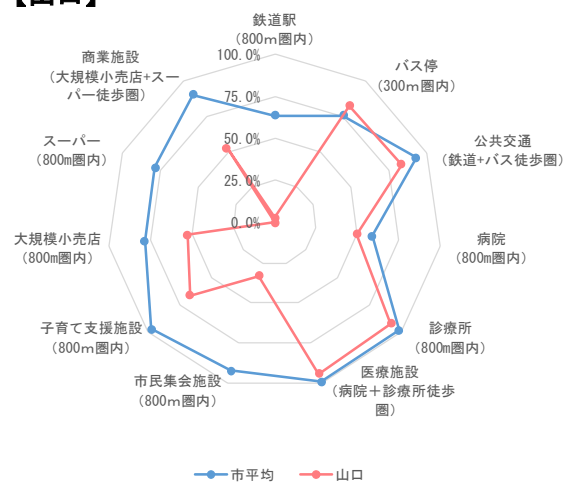 【山口】
鉄道駅
（800ｍ圏内）
バス停
（300ｍ圏内）
公共交通
（鉄道+バス徒歩圏）
病院
（800m圏内）
診療所
（800m圏内）
医療施設
（病院＋診療所徒歩
圏）
市民集会施設
（800ｍ圏内）
子育て支援施設
（800ｍ圏内）
大規模小売店
（800m圏内）
スーパー
（800m圏内）
商業施設
（大規模小売店+スー
パー徒歩圏）
100.0%
75.0%
50.0%
25.0%
0.0%
市平均
山口